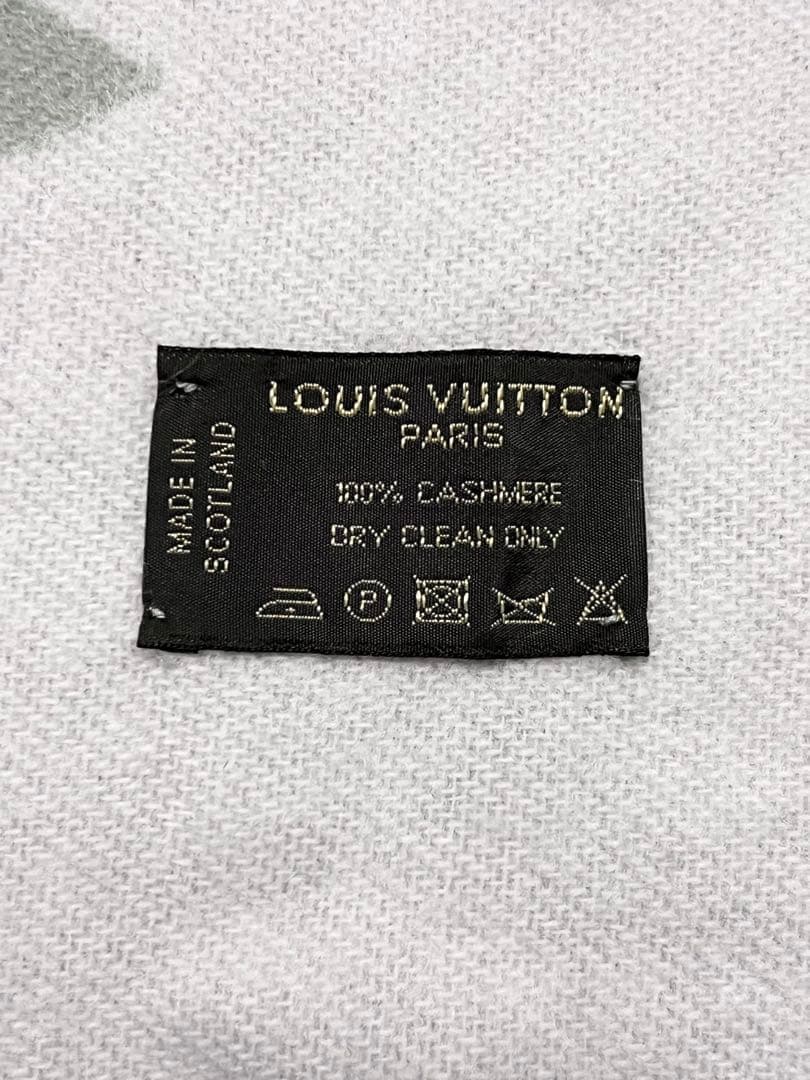 LOUIS VUITTON
PARIS
100% CASHMERE
DRY CLEAN ONLY
P
MADE IN
SCOTLAND